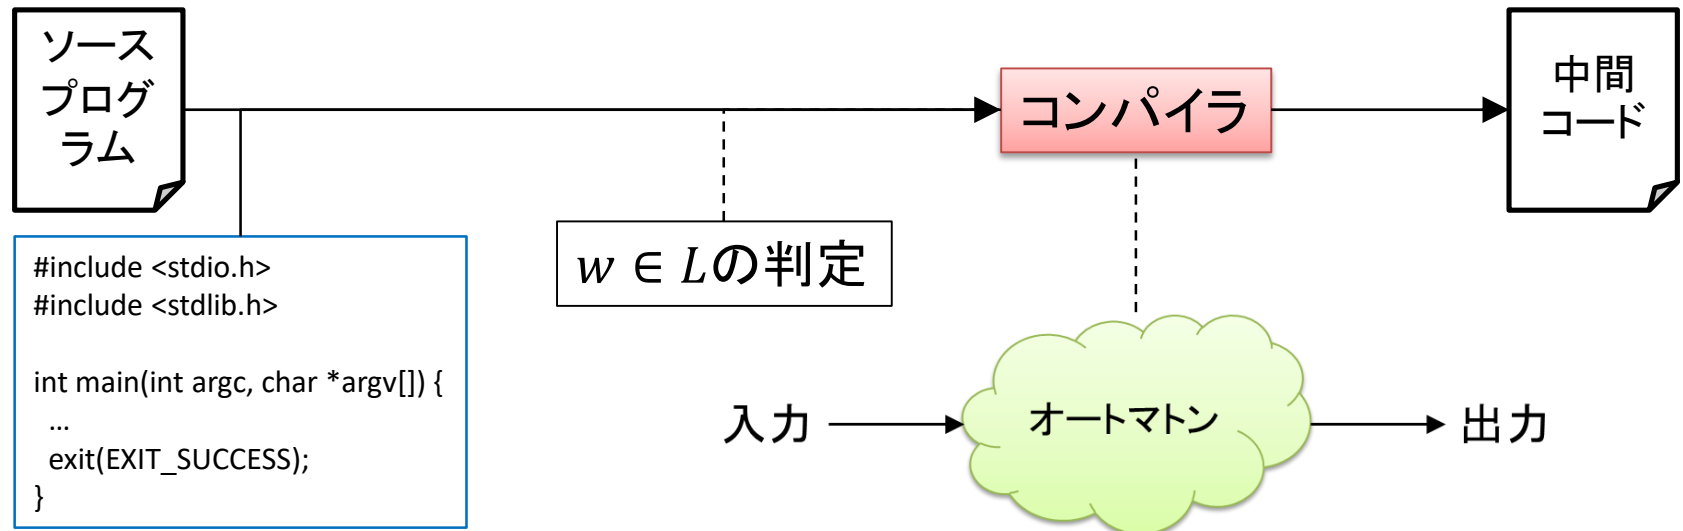 ソース
プログ
ラム
コンパイラ
中間
コード
w ∈ Lの判定
#include <stdio.h>
#include <stdlib.h>
int main(int argc, char *argv[]) {
...
exit(EXIT_SUCCESS);
}
入力
オートマトン
出力